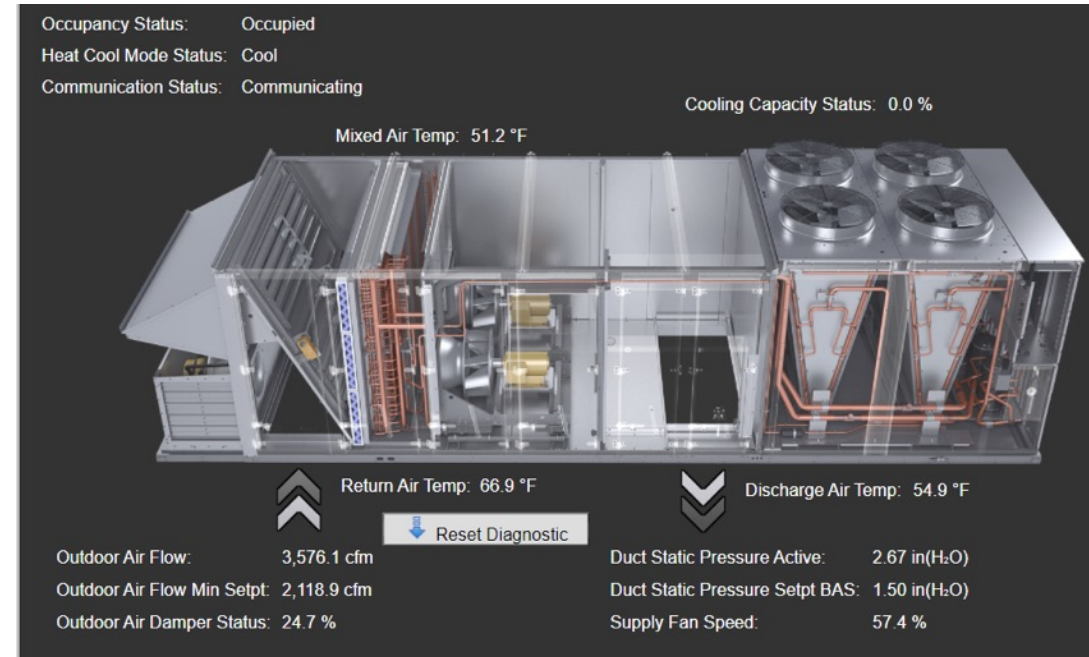 Occupancy Status: Occupied
Heat Cool Mode Status: Cool
Communication Status: Communicating
Cooling Capacity Status: 0.0 %
Mixed Air Temp: 51.2 °F
Return Air Temp: 66.9 °F
Discharge Air Temp: 54.9 °F
Reset Diagnostic
Outdoor Air Flow: 3,576.1 cfm
Outdoor Air Flow Min Setpt: 2,118.9 cfm
Outdoor Air Damper Status: 24.7 %
Duct Static Pressure Active: 2.67 in(H₂O)
Duct Static Pressure Setpt BAS: 1.50 in(H₂O)
Supply Fan Speed: 57.4 %